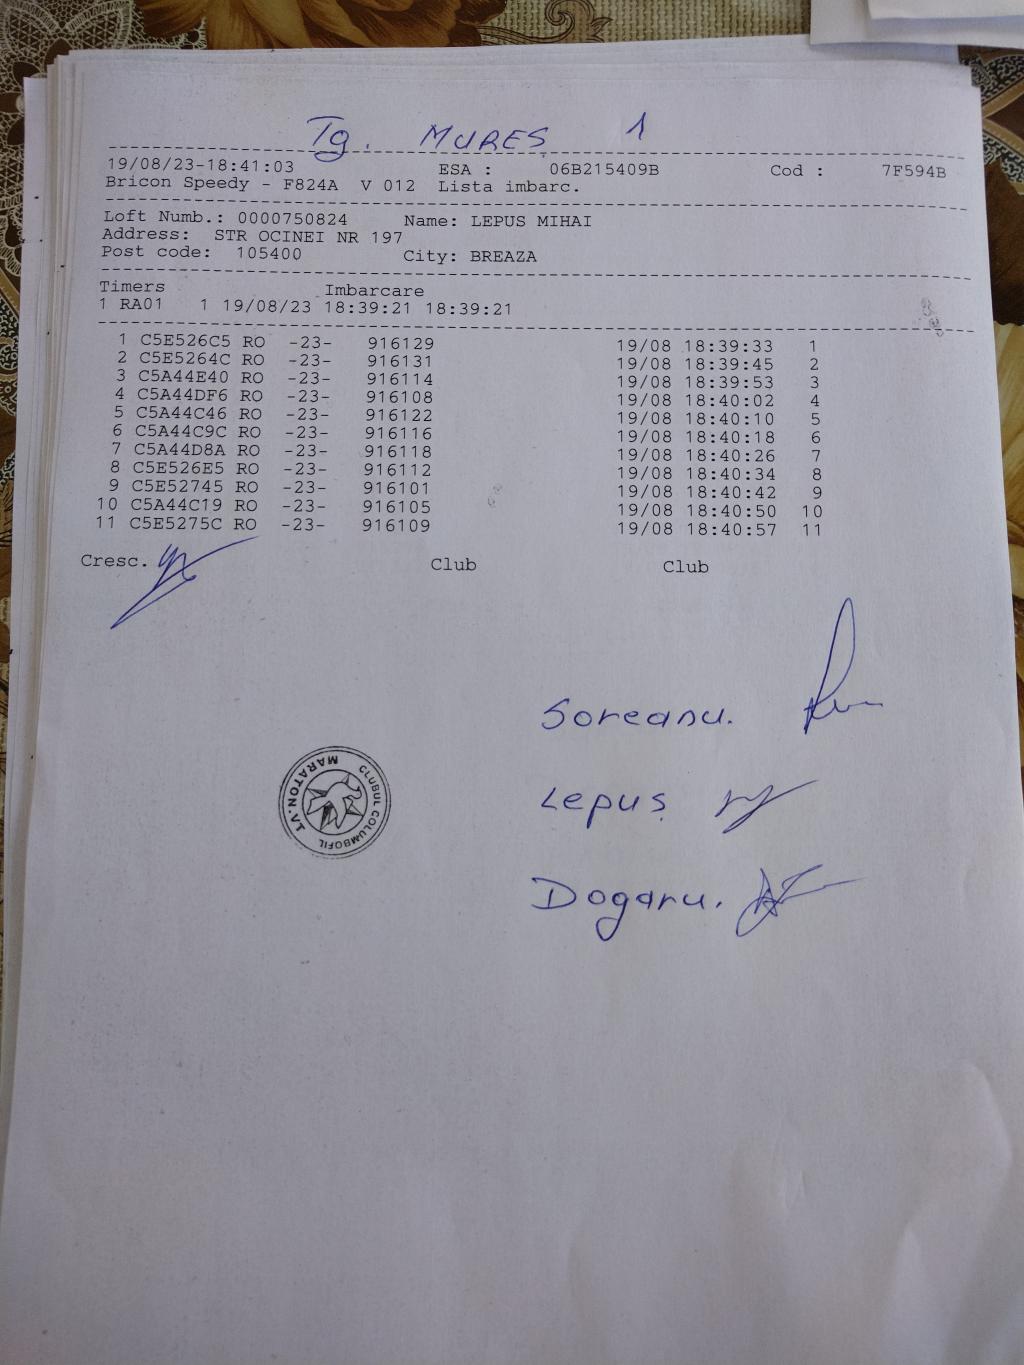 Tg. MUREȘ 1
19/08/23-18:41:03 ESA : 06B215409B Cod : 7F594B
Bricon Speedy - F824A V 012 Lista imbarc.
Loft Numb.: 0000750824 Name: LEPUS MIHAI
Address: STR OCINEI NR 197
Post code: 105400 City: BREAZA
Timers Imbarcare
1 RA01 1 19/08/23 18:39:21 18:39:21
1 C5E526C5 RO -23- 916129 19/08 18:39:33 1
2 C5E5264C RO -23- 916131 19/08 18:39:45 2
3 C5A44E40 RO -23- 916114 19/08 18:39:53 3
4 C5A44DF6 RO -23- 916108 19/08 18:40:02 4
5 C5A44C46 RO -23- 916122 19/08 18:40:10 5
6 C5A44C9C RO -23- 916116 19/08 18:40:18 6
7 C5A44D8A RO -23- 916118 19/08 18:40:26 7
8 C5E526E5 RO -23- 916112 19/08 18:40:34 8
9 C5E52745 RO -23- 916101 19/08 18:40:42 9
10 C5A44C19 RO -23- 916105 19/08 18:40:50 10
11 C5E5275C RO -23- 916109 19/08 18:40:57 11
Cresc. Club Club
Soreanu.
Lepuș
Dogaru.
CLUBUL COLUMBOFIL
MARATON I.V.